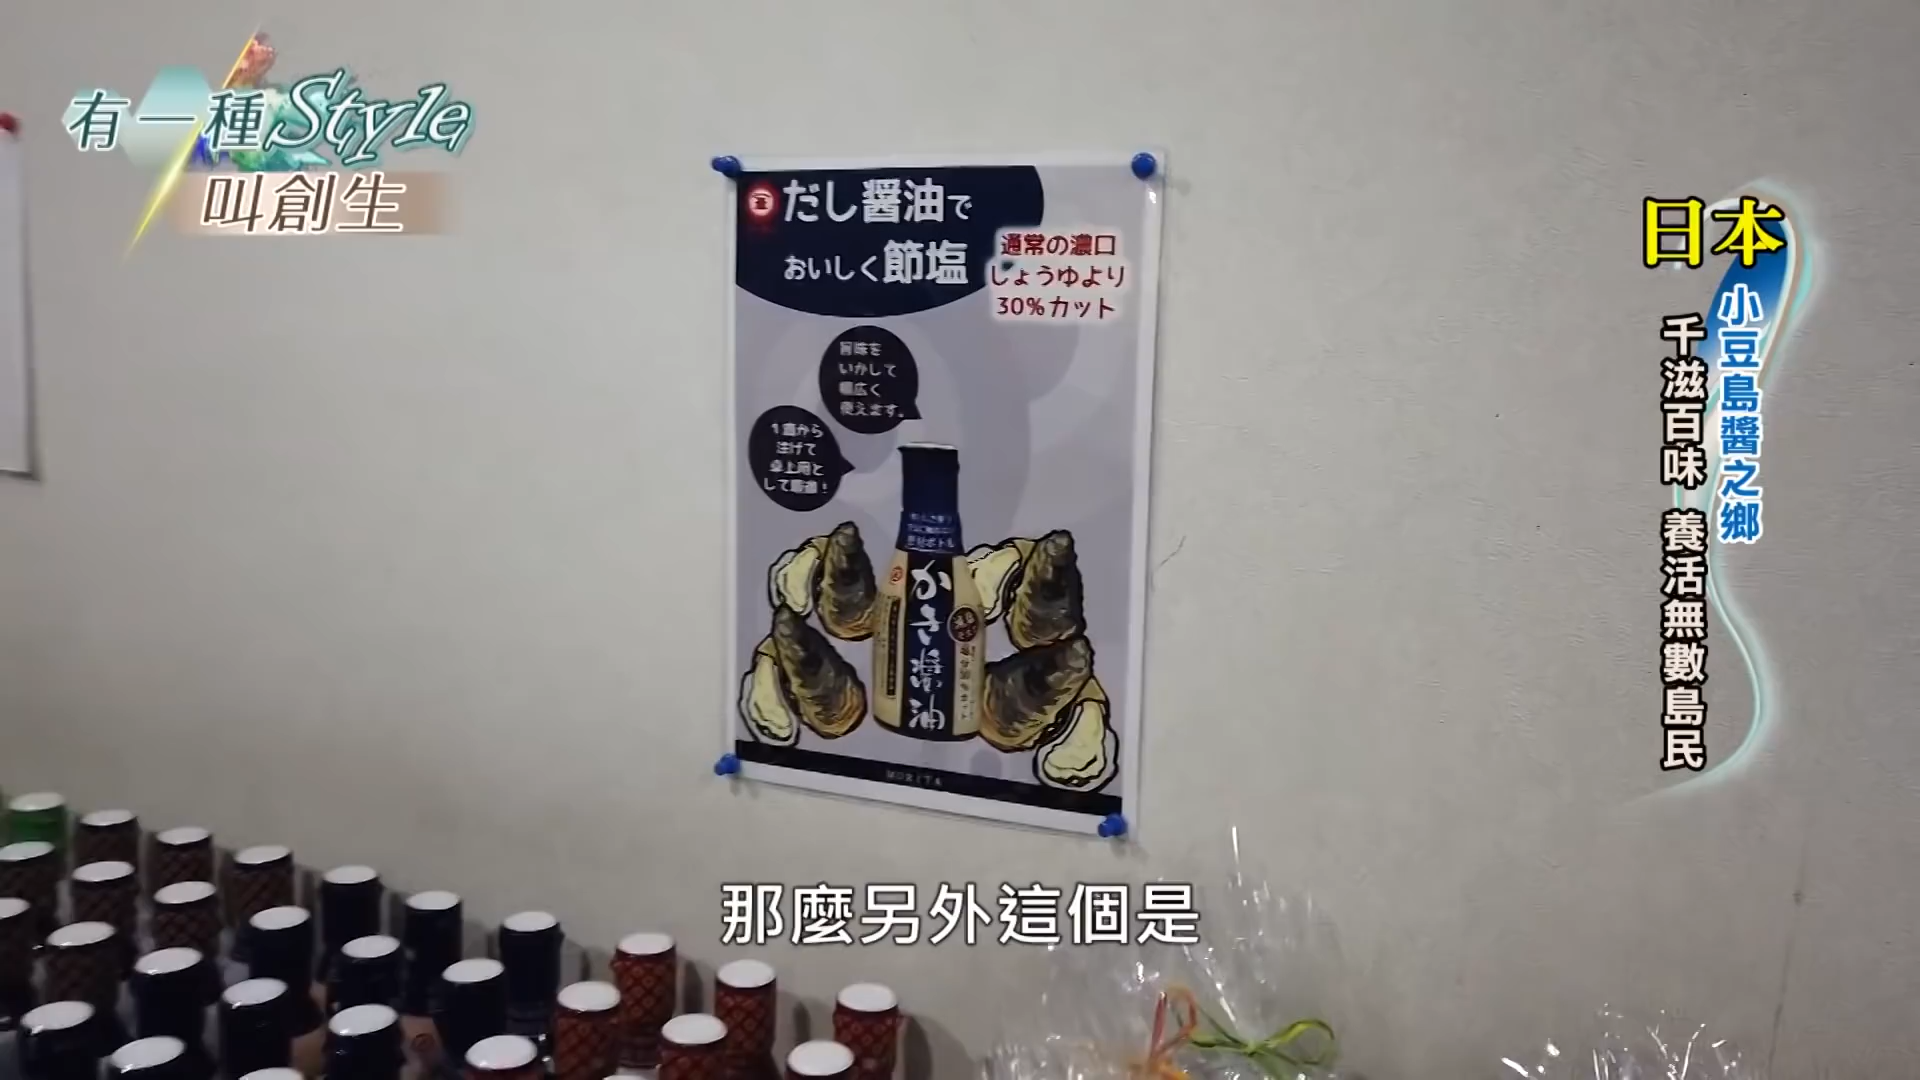 有一種Style
叫創生
だし醤油で
おいしく節塩
通常の濃口
しょうゆより
30%カット
旨味を
いかして
幅広く
使えます。
1滴から
注げて
卓上用と
して最適!
かき醤油
MORITA
日本
小豆島醬之鄉
千滋百味 養活無數島民
那麼另外這個是